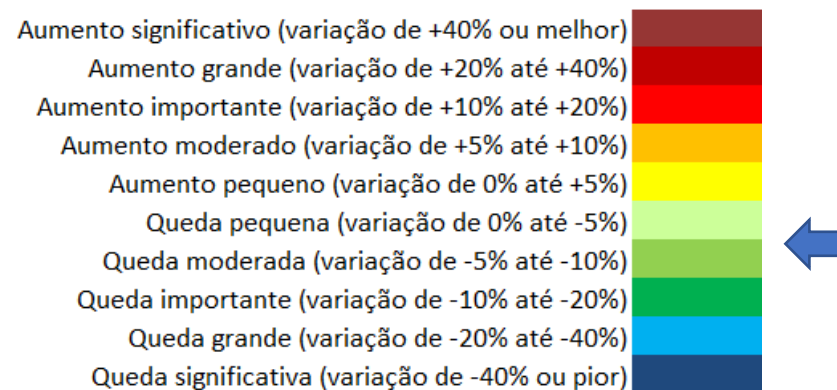 Aumento significativo (variação de +40% ou melhor)
Aumento grande (variação de +20% até +40%)
Aumento importante (variação de +10% até +20%)
Aumento moderado (variação de +5% até +10%)
Aumento pequeno (variação de 0% até +5%)
Queda pequena (variação de 0% até -5%)
Queda moderada (variação de -5% até -10%)
Queda importante (variação de -10% até -20%)
Queda grande (variação de -20% até -40%)
Queda significativa (variação de -40% ou pior)